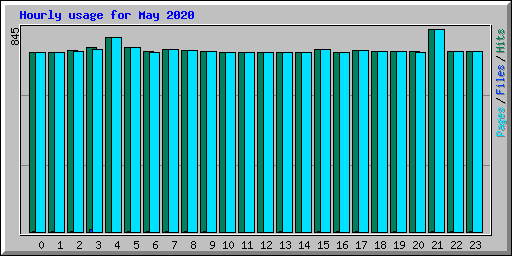 Hourly usage for May 2020
845
0 1 2 3 4 5 6 7 8 9 10 11 12 13 14 15 16 17 18 19 20 21 22 23
Pages/Files/Hits